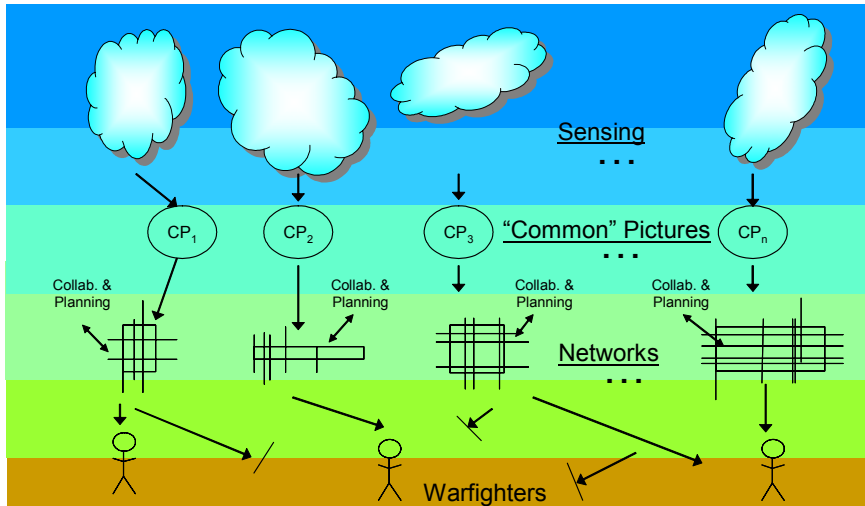 Sensing
...
CP1
CP2
CP3
"Common" Pictures
CPn
...
Collab. &
Planning
Collab. &
Planning
Collab. &
Planning
Collab. &
Planning
Networks
...
Warfighters